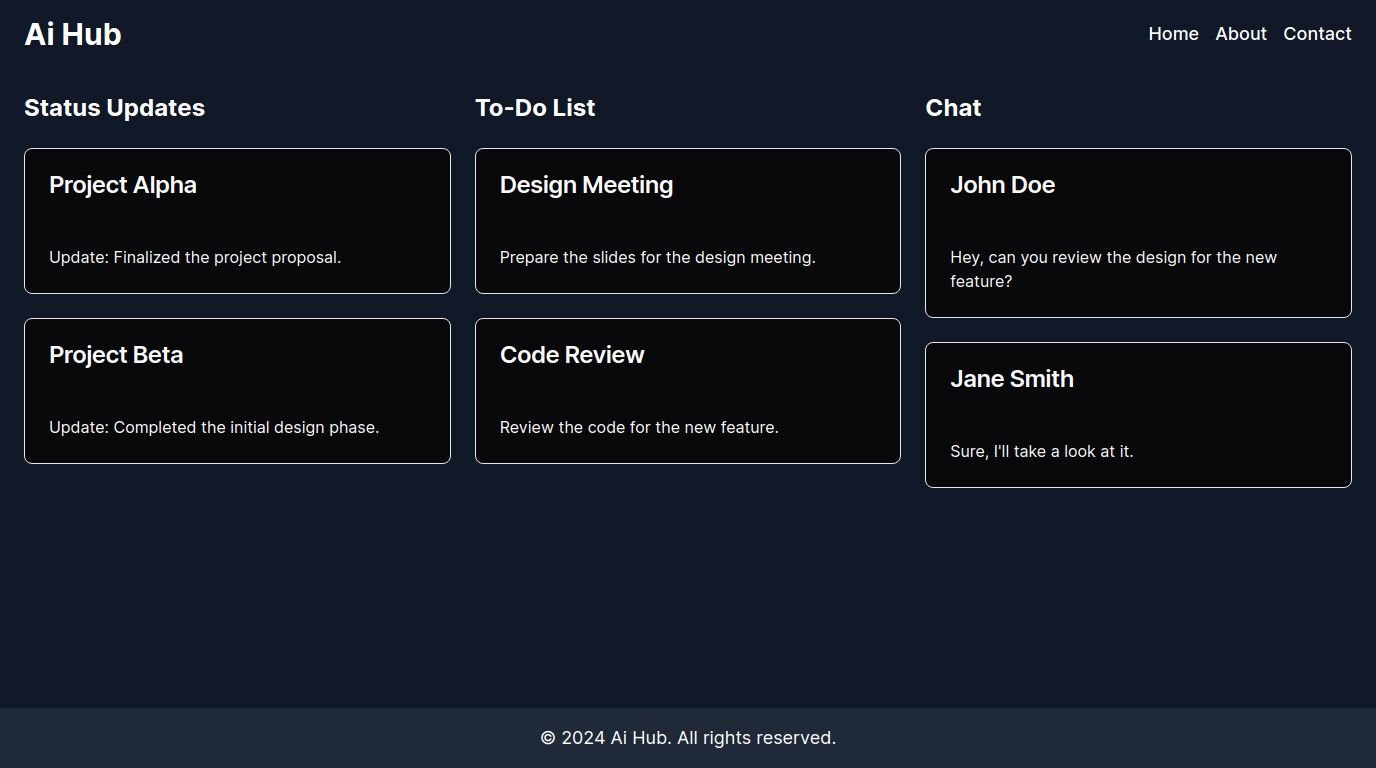 Ai Hub
Home About Contact
Status Updates
Project Alpha
Update: Finalized the project proposal.
Project Beta
Update: Completed the initial design phase.
To-Do List
Design Meeting
Prepare the slides for the design meeting.
Code Review
Review the code for the new feature.
Chat
John Doe
Hey, can you review the design for the new
feature?
Jane Smith
Sure, I'll take a look at it.
© 2024 Ai Hub. All rights reserved.